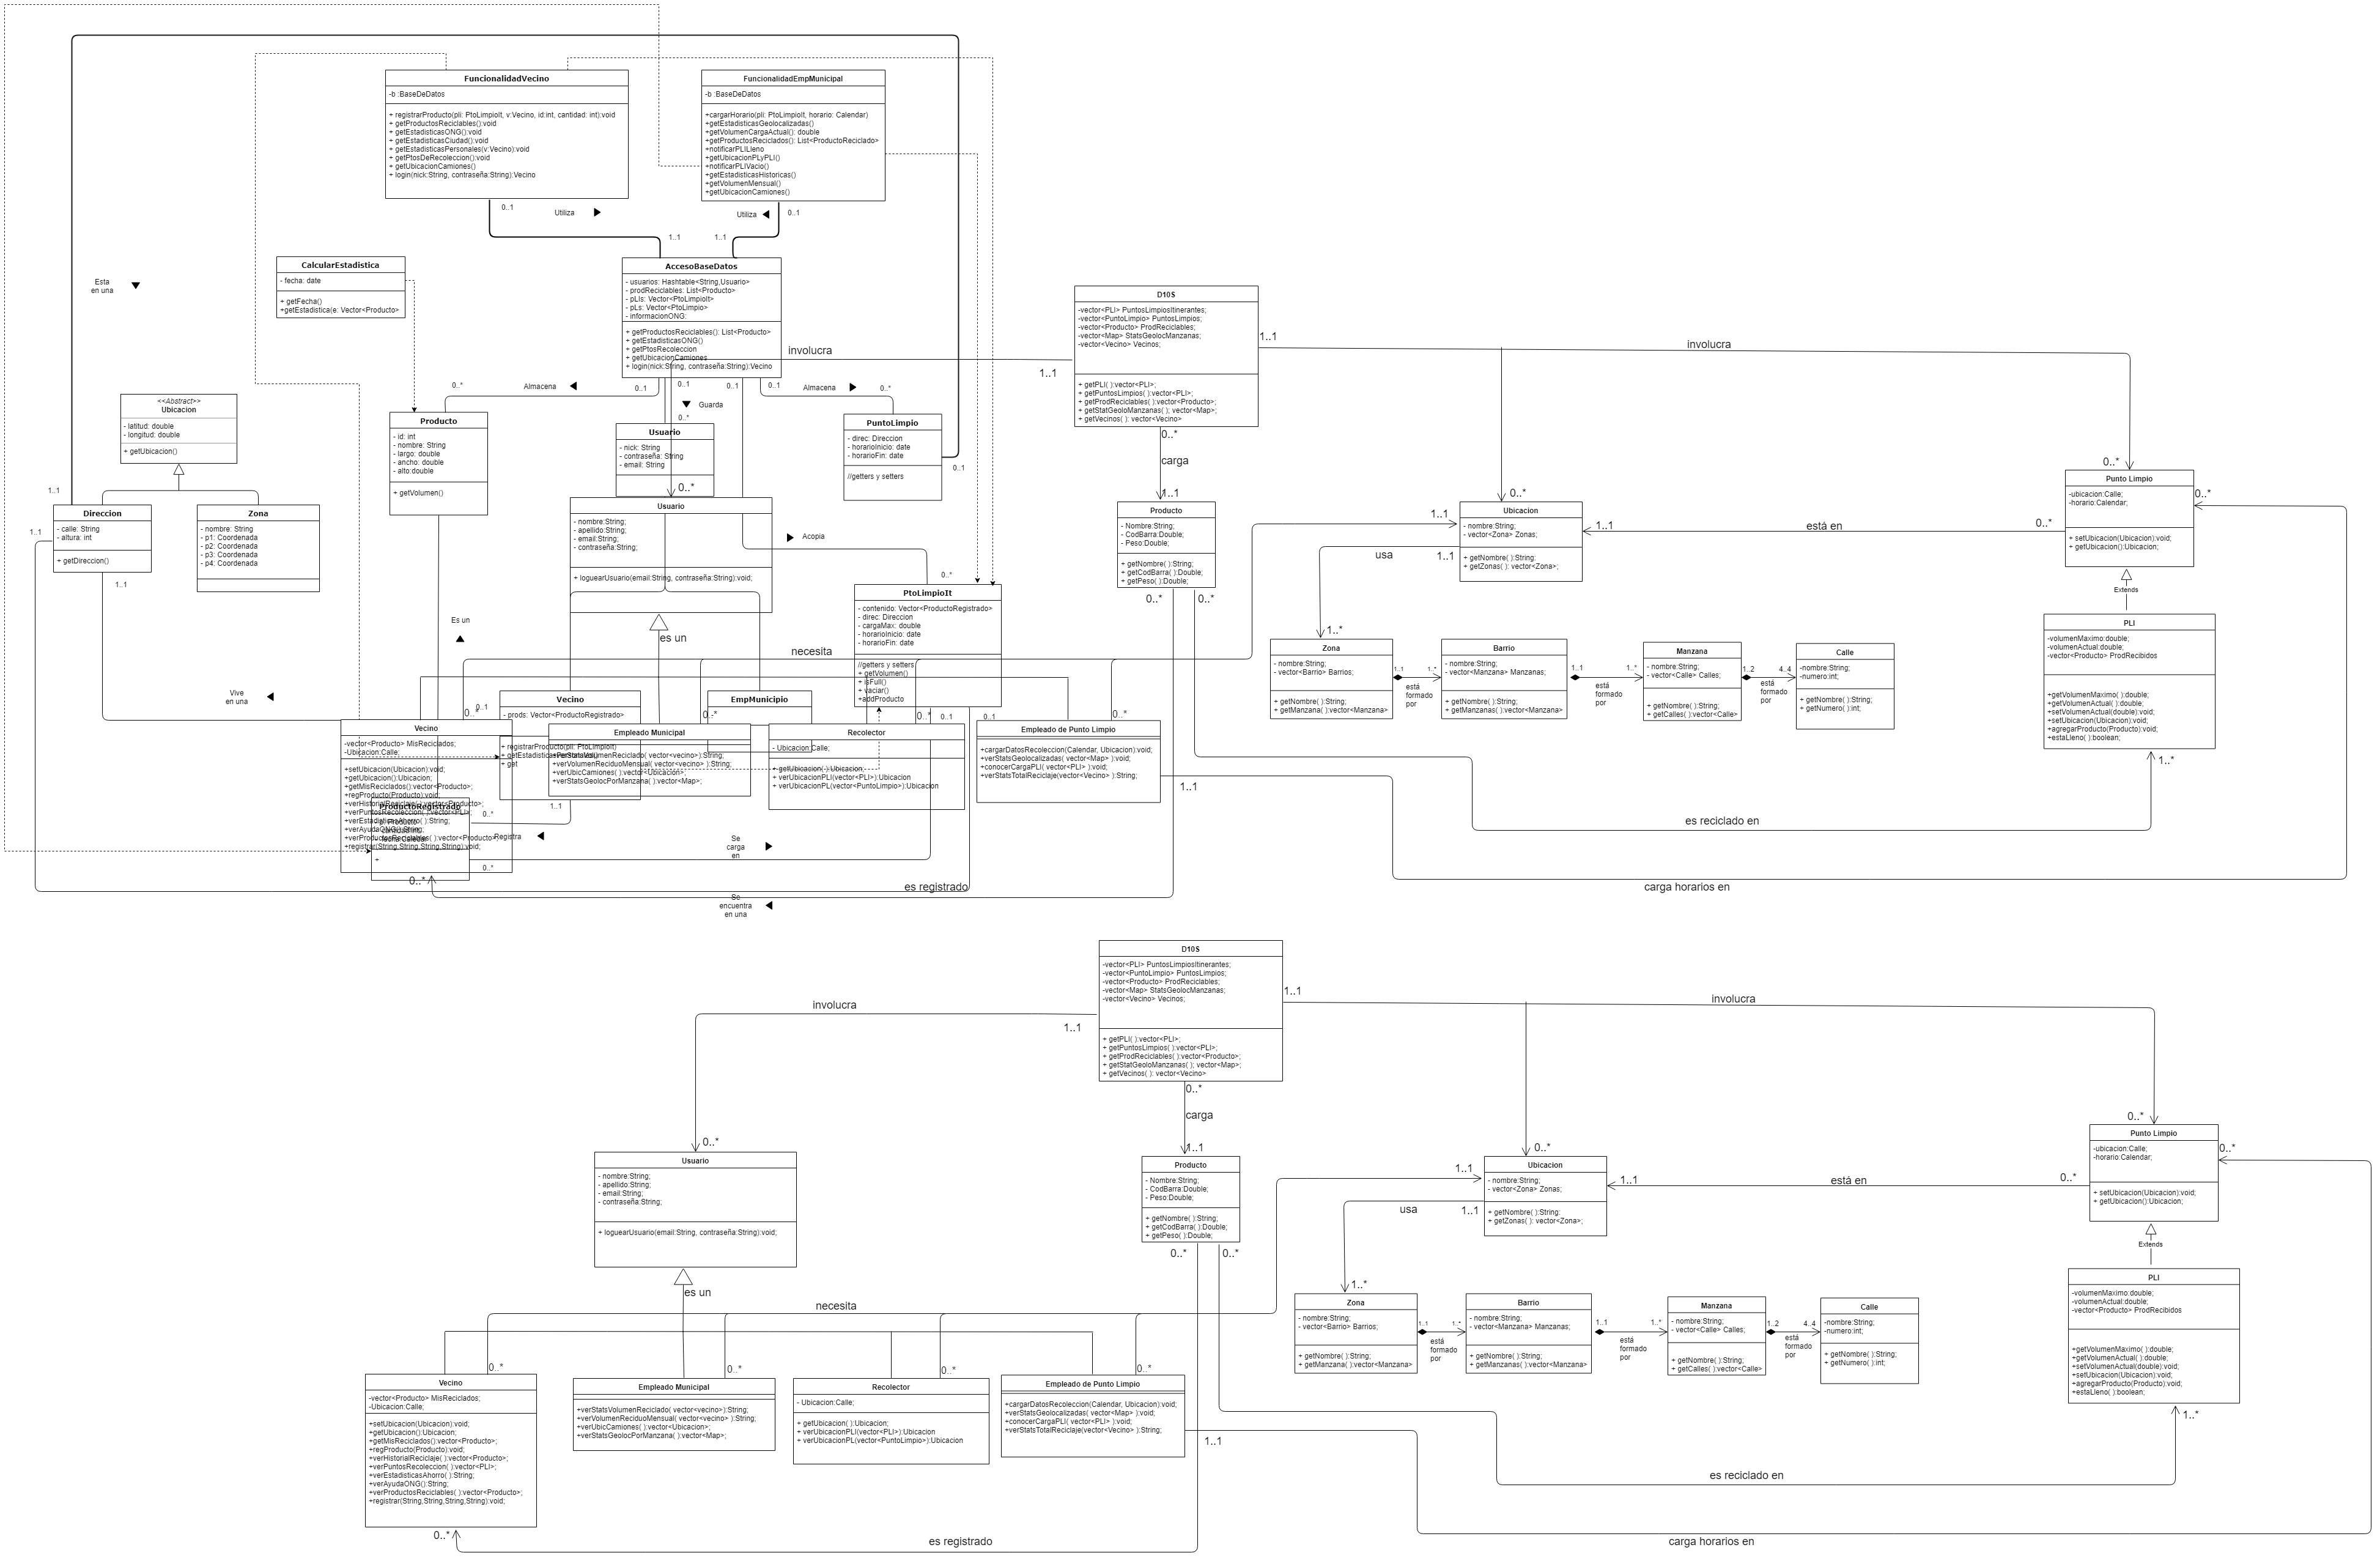 FuncionalidadVecino
-b :BaseDeDatos
+ registrarProducto(pli: PtoLimpioIt, v:Vecino, id:int, cantidad: int):void
+ getProductosReciclables():void
+ getEstadisticasONG():void
+ getEstadisticasCiudad():void
+ getEstadisticasPersonales(v:Vecino):void
+ getPtosDeRecoleccion():void
+ getUbicacionCamiones()
+ login(nick:String, contraseña:String):Vecino
FuncionalidadEmpMunicipal
-b :BaseDeDatos
+cargarHorario(pli: PtoLimpioIt, horario: Calendar)
+getEstadisticasGeolocalizadas()
+getVolumenCargaActual(): double
+getProductosReciclados(): List<ProductoReciclado>
+notificarPLILleno
+getUbicacionPLyPLI()
+notificarPLIVacio()
+getEstadisticasHistoricas()
+getVolumenMensual()
+getUbicacionCamiones()
0..1
Utiliza
Utiliza
0..1
1..1
1..1
Esta
en una
CalcularEstadistica
- fecha: date
+ getFecha()
+getEstadistica(e: Vector<Producto>
AccesoBaseDatos
- usuarios: Hashtable<String,Usuario>
- prodReciclables: List<Producto>
- pLIs: Vector<PtoLimpioIt>
- pLs: Vector<PtoLimpio>
- informacionONG:
+ getProductosReciclables(): List<Producto>
+ getEstadisticasONG()
+ getPtosRecoleccion
+ getUbicacionCamiones
+ login(nick:String, contraseña:String):Vecino
0..*
Almacena
0..1
0..1
0..1
0..1
Almacena
0..*
Guarda
0..*
<<Abstract>>
Ubicacion
- latitud: double
- longitud: double
+ getUbicacion()
Producto
- id: int
- nombre: String
- largo: double
- ancho: double
- alto:double
+ getVolumen()
Usuario
- nick: String
- contraseña: String
- email: String
PuntoLimpio
- direc: Direccion
- horarioInicio: date
- horarioFin: date
//getters y setters
0..1
1..1
1..1
Direccion
- calle: String
- altura: int
+ getDireccion()
1..1
Zona
- nombre: String
- p1: Coordenada
- p2: Coordenada
- p3: Coordenada
- p4: Coordenada
Acopia
0..*
PtoLimpioIt
- contenido: Vector<ProductoRegistrado>
- direc: Direccion
- cargaMax: double
- horarioInicio: date
- horarioFin: date
//getters y setters
+ getVolumen()
+ isFull()
+ vaciar()
+addProducto
Es un
Vive
en una
0..1
0..1
0..1
Vecino
- prods: Vector<ProductoRegistrado>
+ registrarProducto(pli: PtoLimpioIt)
+ get
EmpMunicipio
1..1
0..*
Registra
ProductoRegistrado
+
0..*
Se
carga
en
Se
encuentra
en una
D10S
-vector<PLI> PuntosLimpiosItinerantes;
-vector<PuntoLimpio> PuntosLimpios;
-vector<Producto> ProdReciclables;
-vector<Map> StatsGeolocManzanas;
-vector<Vecino> Vecinos;
+ getPLI( ):vector<PLI>;
+ getPuntosLimpios( ):vector<PLI>;
+ getProdReciclables( ):vector<Producto>;
+ getStatGeoloManzanas( ); vector<Map>;
+ getVecinos( ): vector<Vecino>
involucra
1..1
1..1
involucra
0..*
carga
1..1
0..*
0..*
0..*
Usuario
- nombre:String;
- apellido:String;
- email:String;
- contraseña:String;
+ loguearUsuario(email:String, contraseña:String):void;
es un
Producto
- Nombre:String;
- CodBarra:Double;
- Peso:Double;
+ getNombre( ):String;
+ getCodBarra( ):Double;
+ getPeso( ):Double;
0..*
0..*
1..1
Ubicacion
- nombre:String;
- vector<Zona> Zonas;
+ getNombre( ):String:
+ getZonas( ): vector<Zona>;
1..1
está en
0..*
usa
1..1
Punto Limpio
-ubicacion:Calle;
-horario:Calendar;
+ setUbicacion(Ubicacion):void;
+ getUbicacion():Ubicacion;
0..*
Extends
PLI
-volumenMaximo:double;
-volumenActual:double;
-vector<Producto> ProdRecibidos
+getVolumenMaximo( ):double;
+getVolumenActual( ):double;
+setVolumenActual(double):void;
+setUbicacion(Ubicacion):void;
+agregarProducto(Producto):void;
+estaLleno( ):boolean;
1..*
1..*
Zona
- nombre:String;
- vector<Barrio> Barrios;
+ getNombre( ):String;
+ getManzana( ):vector<Manzana>
1..1
1..*
está
formado
por
Barrio
- nombre:String;
- vector<Manzana> Manzanas;
+ getNombre( ):String;
+ getManzanas( ):vector<Manzana>
1..1
1..*
está
formado
por
Manzana
- nombre:String;
- vector<Calle> Calles;
+ getNombre( ):String;
+ getCalles( ):vector<Calle>
1..2
4..4
está
formado
por
Calle
-nombre:String;
-numero:int;
+ getNombre( ):String;
+ getNumero( ):int;
necesita
0..*
0..*
0..*
0..*
Vecino
-vector<Producto> MisReciclados;
-Ubicacion:Calle;
+setUbicacion(Ubicacion):void;
+getUbicacion():Ubicacion;
+getMisReciclados():vector<Producto>;
+regProducto(Producto):void;
+verHistorialReciclaje( ):vector<Producto>;
+verPuntosRecoleccion( ):vector<PLI>;
+verEstadisticasAhorro( ):String;
+verAyudaONG():String;
+verProductosReciclables( ):vector<Producto>;
+registrar(String,String,String,String):void;
Empleado Municipal
+verStatsVolumenReciclado( vector<vecino>):String;
+verVolumenReciduoMensual( vector<vecino> ):String;
+verUbicCamiones( ):vector<Ubicacion>;
+verStatsGeolocPorManzana( ):vector<Map>;
Recolector
- Ubicacion:Calle;
+ getUbicacion( ):Ubicacion;
+ verUbicacionPLI(vector<PLI>):Ubicacion
+ verUbicacionPL(vector<PuntoLimpio>):Ubicacion
Empleado de Punto Limpio
+cargarDatosRecoleccion(Calendar, Ubicacion):void;
+verStatsGeolocalizadas( vector<Map> ):void;
+conocerCargaPLI( vector<PLI> ):void;
+verStatsTotalReciclaje(vector<Vecino> ):String;
1..1
es reciclado en
0..*
es registrado
carga horarios en
D10S
-vector<PLI> PuntosLimpiosItinerantes;
-vector<PuntoLimpio> PuntosLimpios;
-vector<Producto> ProdReciclables;
-vector<Map> StatsGeolocManzanas;
-vector<Vecino> Vecinos;
+ getPLI( ):vector<PLI>;
+ getPuntosLimpios( ):vector<PLI>;
+ getProdReciclables( ):vector<Producto>;
+ getStatGeoloManzanas( ); vector<Map>;
+ getVecinos( ): vector<Vecino>
involucra
1..1
1..1
involucra
0..*
carga
1..1
0..*
0..*
0..*
Usuario
- nombre:String;
- apellido:String;
- email:String;
- contraseña:String;
+ loguearUsuario(email:String, contraseña:String):void;
es un
Producto
- Nombre:String;
- CodBarra:Double;
- Peso:Double;
+ getNombre( ):String;
+ getCodBarra( ):Double;
+ getPeso( ):Double;
0..*
0..*
1..1
Ubicacion
- nombre:String;
- vector<Zona> Zonas;
+ getNombre( ):String:
+ getZonas( ): vector<Zona>;
1..1
está en
0..*
usa
1..1
Punto Limpio
-ubicacion:Calle;
-horario:Calendar;
+ setUbicacion(Ubicacion):void;
+ getUbicacion():Ubicacion;
0..*
Extends
PLI
-volumenMaximo:double;
-volumenActual:double;
-vector<Producto> ProdRecibidos
+getVolumenMaximo( ):double;
+getVolumenActual( ):double;
+setVolumenActual(double):void;
+setUbicacion(Ubicacion):void;
+agregarProducto(Producto):void;
+estaLleno( ):boolean;
1..*
1..*
Zona
- nombre:String;
- vector<Barrio> Barrios;
+ getNombre( ):String;
+ getManzana( ):vector<Manzana>
1..1
1..*
está
formado
por
Barrio
- nombre:String;
- vector<Manzana> Manzanas;
+ getNombre( ):String;
+ getManzanas( ):vector<Manzana>
1..1
1..*
está
formado
por
Manzana
- nombre:String;
- vector<Calle> Calles;
+ getNombre( ):String;
+ getCalles( ):vector<Calle>
1..2
4..4
está
formado
por
Calle
-nombre:String;
-numero:int;
+ getNombre( ):String;
+ getNumero( ):int;
necesita
0..*
0..*
0..*
0..*
Vecino
-vector<Producto> MisReciclados;
-Ubicacion:Calle;
+setUbicacion(Ubicacion):void;
+getUbicacion():Ubicacion;
+getMisReciclados():vector<Producto>;
+regProducto(Producto):void;
+verHistorialReciclaje( ):vector<Producto>;
+verPuntosRecoleccion( ):vector<PLI>;
+verEstadisticasAhorro( ):String;
+verAyudaONG():String;
+verProductosReciclables( ):vector<Producto>;
+registrar(String,String,String,String):void;
Empleado Municipal
+verStatsVolumenReciclado( vector<vecino>):String;
+verVolumenReciduoMensual( vector<vecino> ):String;
+verUbicCamiones( ):vector<Ubicacion>;
+verStatsGeolocPorManzana( ):vector<Map>;
Recolector
- Ubicacion:Calle;
+ getUbicacion( ):Ubicacion;
+ verUbicacionPLI(vector<PLI>):Ubicacion
+ verUbicacionPL(vector<PuntoLimpio>):Ubicacion
Empleado de Punto Limpio
+cargarDatosRecoleccion(Calendar, Ubicacion):void;
+verStatsGeolocalizadas( vector<Map> ):void;
+conocerCargaPLI( vector<PLI> ):void;
+verStatsTotalReciclaje(vector<Vecino> ):String;
1..1
es reciclado en
0..*
es registrado
carga horarios en